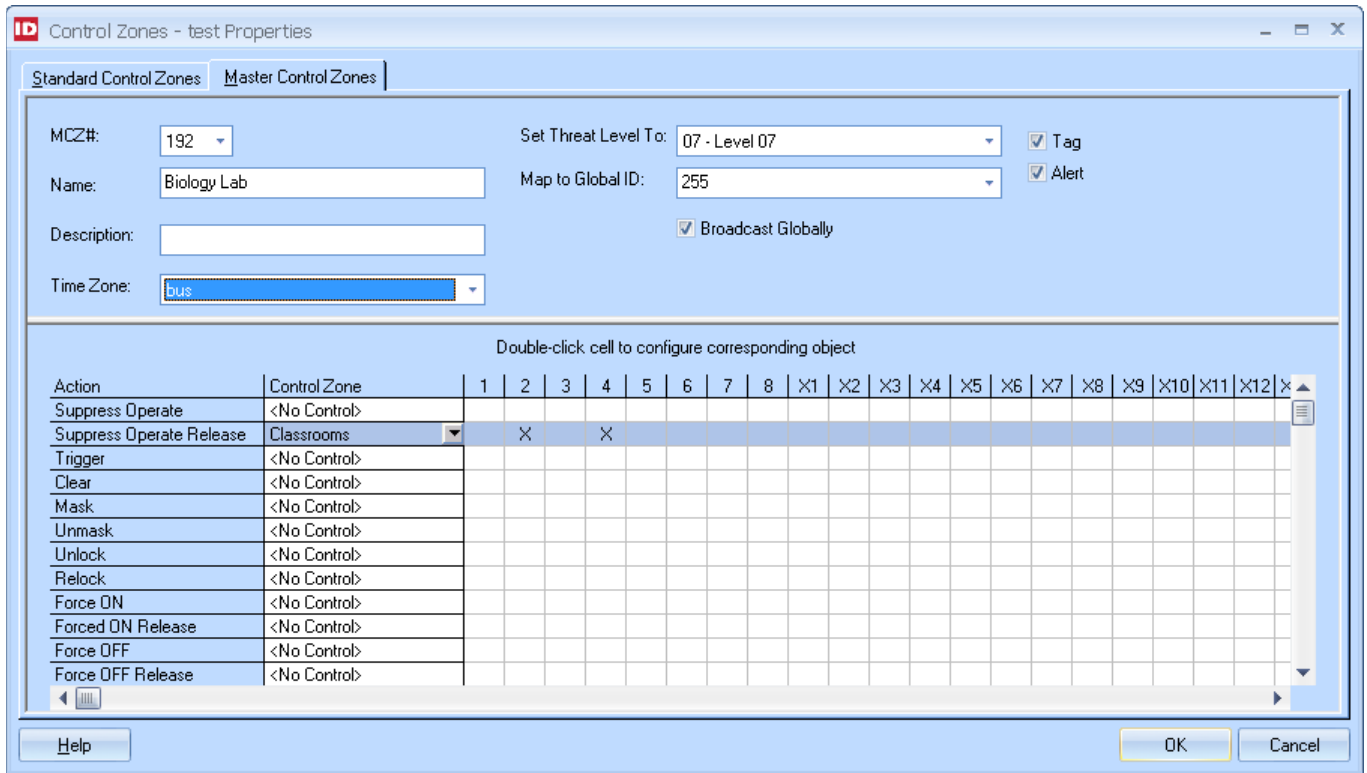 ID Control Zones - test Properties
Standard Control Zones Master Control Zones
MCZ#: 192 Set Threat Level To: 07 - Level 07 Tag
Name: Biology Lab Map to Global ID: 255 Alert
Description: Broadcast Globally
Time Zone: bus
Double-click cell to configure corresponding object
Action Control Zone 1 2 3 4 5 6 7 8 X1 X2 X3 X4 X5 X6 X7 X8 X9 X10 X11 X12 X
Suppress Operate <No Control>
Suppress Operate Release Classrooms X X
Trigger <No Control>
Clear <No Control>
Mask <No Control>
Unmask <No Control>
Unlock <No Control>
Relock <No Control>
Force ON <No Control>
Forced ON Release <No Control>
Force OFF <No Control>
Force OFF Release <No Control>
Help OK Cancel